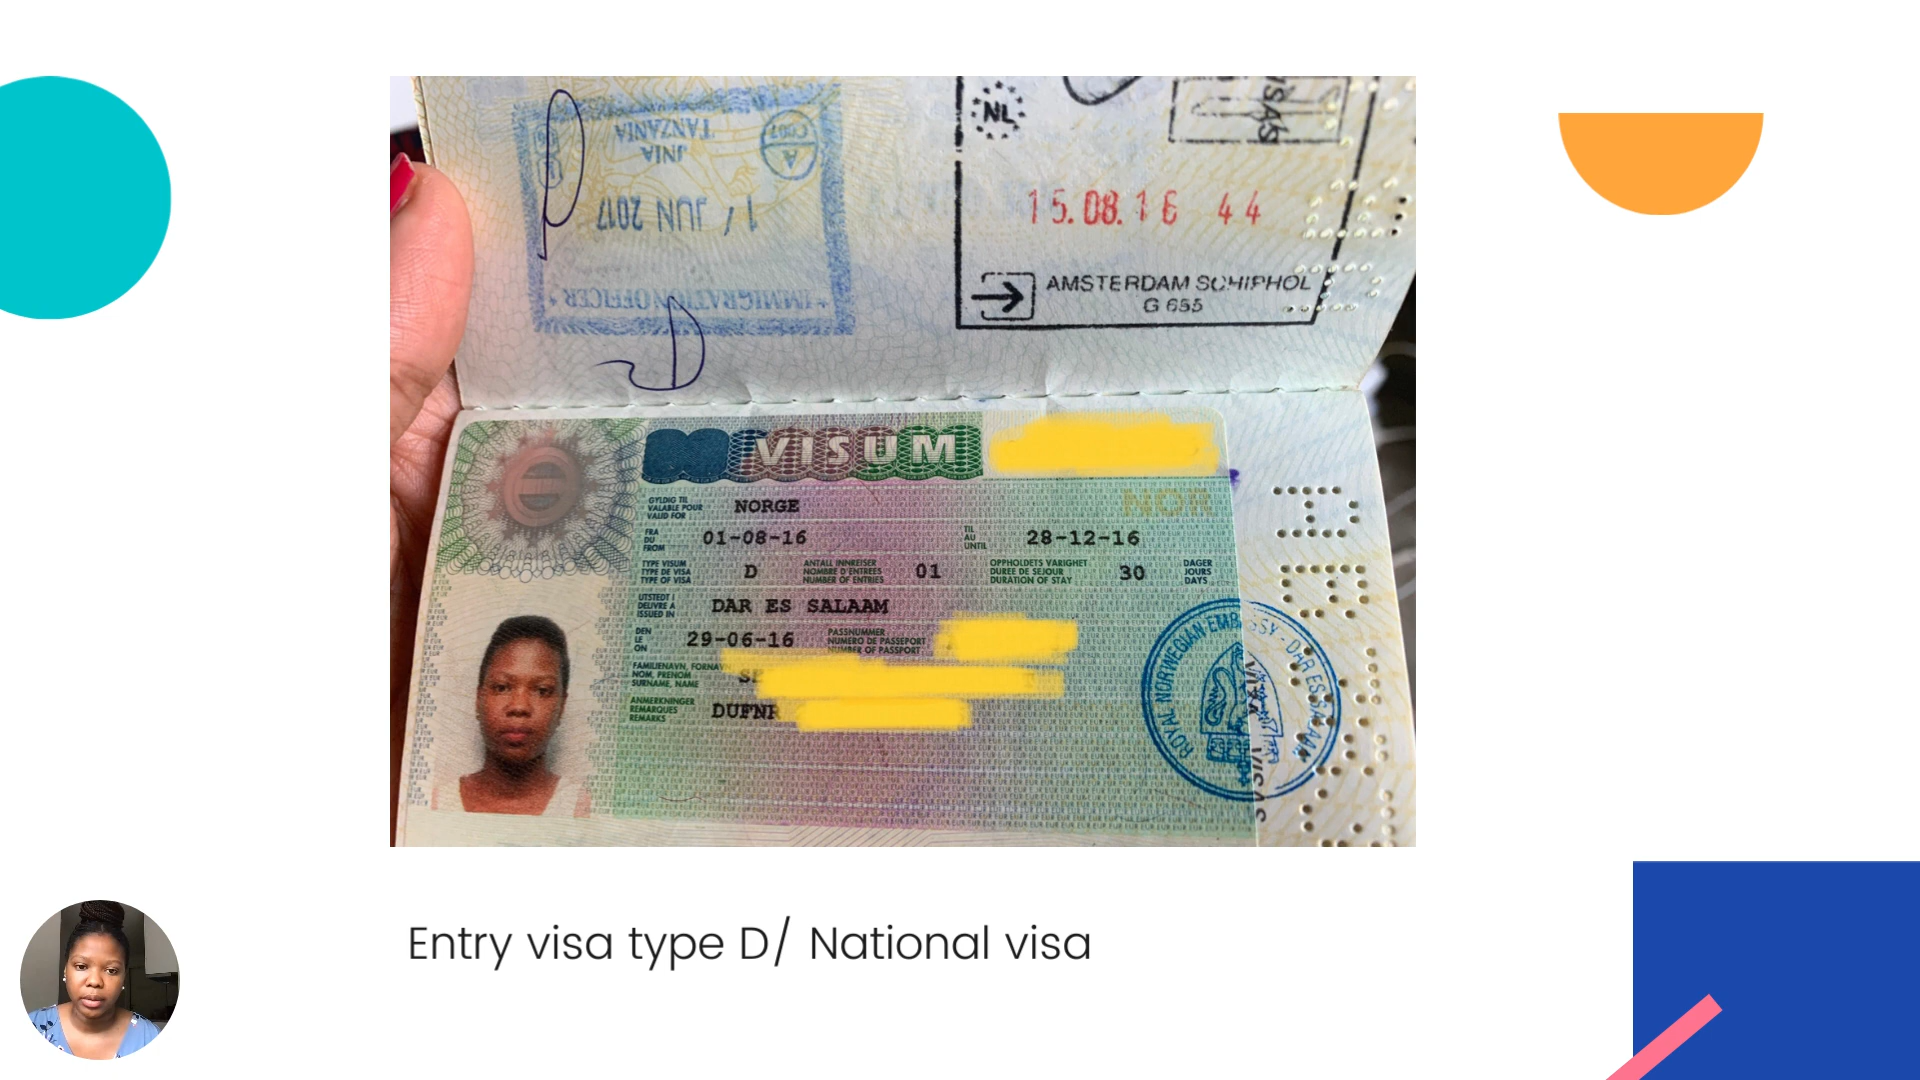 JNIA
TANZANIA
A
JUN 2017
IMMIGRATION OFFICER
NL
15.08.16 44
AMSTERDAM SCHIPHOL
G 655
VISUM
NOR
GYLDIG TIL
VALABLE POUR
VALID FOR
NORGE
FRA
DU
FROM
01-08-16
TIL
AU
UNTIL
28-12-16
TYPE VISUM
TYPE DE VISA
TYPE OF VISA
D
ANTALL INNREISER
NOMBRE D'ENTREES
NUMBER OF ENTRIES
01
OPPHOLDETS VARIGHET
DUREE DE SEJOUR
DURATION OF STAY
30
DAGER
JOURS
DAYS
UTSTEDT I
DELIVRE A
ISSUED IN
DAR ES SALAAM
DEN
LE
ON
29-06-16
PASSNUMMER
NUMERO DE PASSEPORT
NUMBER OF PASSPORT
FAMILIENAVN, FORNAVN
NOM, PRENOM
SURNAME, NAME
ANMERKNINGER
REMARQUES
REMARKS
ROYAL NORWEGIAN EMBASSY - DAR ES SALAAM
Entry visa type D/ National visa